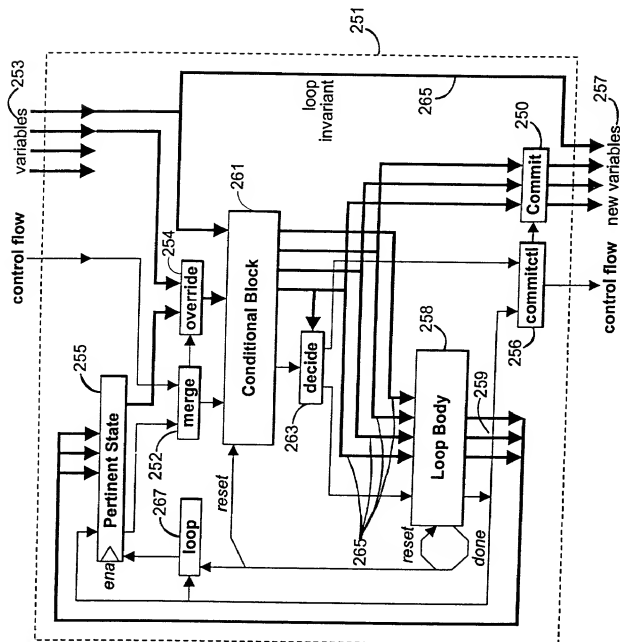 251
253
variables
control flow
loop
invariant
265
257
255
Pertinent State
ena
252
merge
254
override
261
Conditional Block
267
loop
reset
263
decide
250
Commit
256
commitctl
new variables
control flow
258
Loop Body
259
265
reset
done